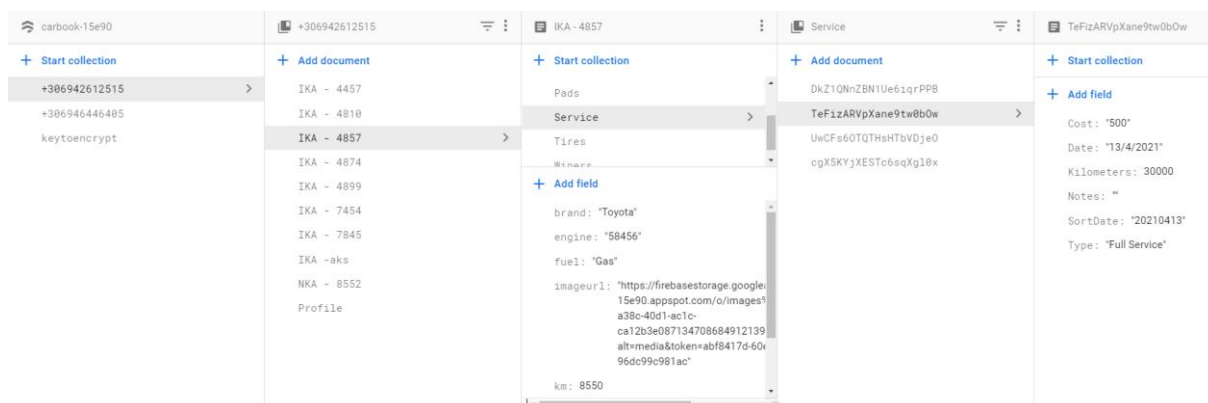 carbook-15e90
+306942612515
IKA - 4857
Service
TeFizARVpXane9tw0bOw
+ Start collection
+ Add document
+ Start collection
+ Add document
+ Start collection
+306942612515
+306946446405
keytoencrypt
IKA - 4457
IKA - 4810
IKA - 4857
IKA - 4874
IKA - 4899
IKA - 7454
IKA - 7845
IKA -aks
NKA - 8552
Profile
Pads
Service
Tires
Wipers
+ Add field
brand: "Toyota"
engine: "58456"
fuel: "Gas"
imageurl: "https://firebasestorage.google
15e90.appspot.com/o/images%
a38c-40d1-ac1c-
ca12b3e087134708684912139
alt=media&token=abf8417d-60
96dc99c981ac"
km: 8550
DkZ1QNnZBN1Ue6iqrPPB
TeFizARVpXane9tw0bOw
UwCFs6OTQTHsHTbVDjeO
cgX5KYjXESTc6sqXgl0x
+ Add field
Cost: "500"
Date: "13/4/2021"
Kilometers: 30000
Notes: ""
SortDate: "20210413"
Type: "Full Service"